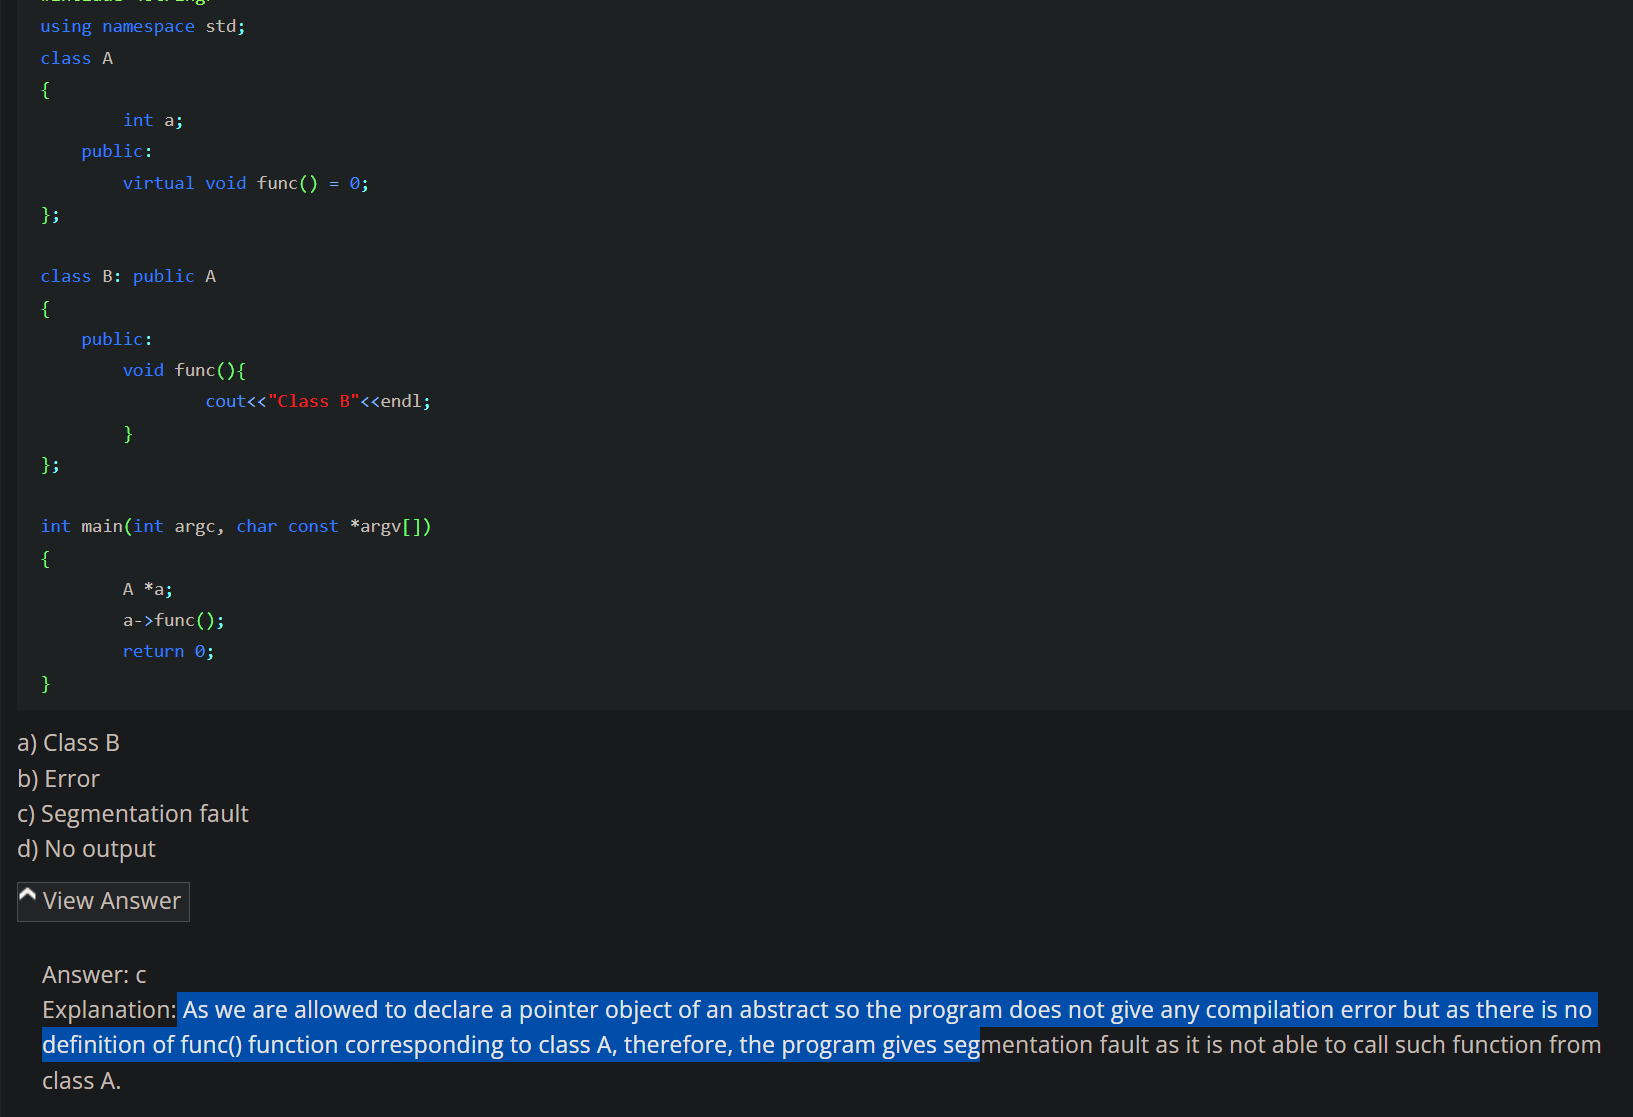 using namespace std;
class A
{
int a;
public:
virtual void func() = 0;
};
class B: public A
{
public:
void func(){
cout<<"Class B"<<endl;
}
};
int main(int argc, char const *argv[])
{
A *a;
a->func();
return 0;
}
a) Class B
b) Error
c) Segmentation fault
d) No output
View Answer
Answer: c
Explanation: As we are allowed to declare a pointer object of an abstract so the program does not give any compilation error but as there is no
definition of func() function corresponding to class A, therefore, the program gives segmentation fault as it is not able to call such function from
class A.